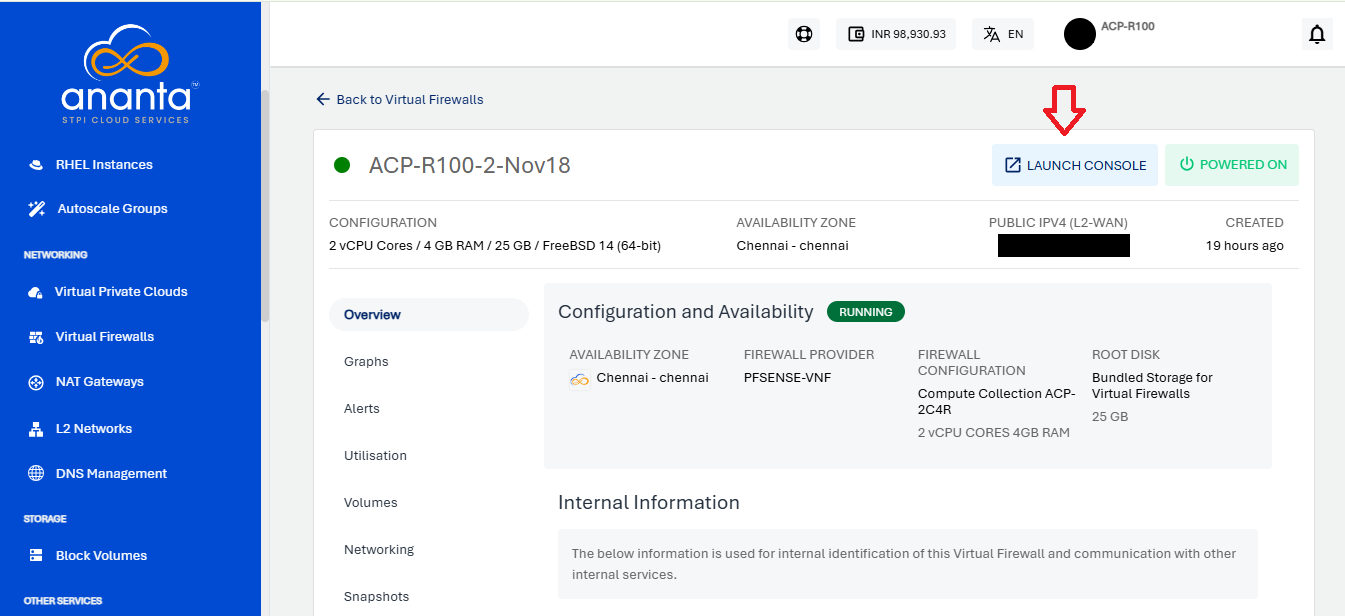 ananta™
STPI CLOUD SERVICES
RHEL Instances
Autoscale Groups
NETWORKING
Virtual Private Clouds
Virtual Firewalls
NAT Gateways
L2 Networks
DNS Management
STORAGE
Block Volumes
OTHER SERVICES
INR 98,930.93
EN
ACP-R100
Back to Virtual Firewalls
ACP-R100-2-Nov18
LAUNCH CONSOLE
POWERED ON
CONFIGURATION
2 vCPU Cores / 4 GB RAM / 25 GB / FreeBSD 14 (64-bit)
AVAILABILITY ZONE
Chennai - chennai
PUBLIC IPV4 (L2-WAN)
CREATED
19 hours ago
Overview
Graphs
Alerts
Utilisation
Volumes
Networking
Snapshots
Configuration and Availability
RUNNING
AVAILABILITY ZONE
Chennai - chennai
FIREWALL PROVIDER
PFSENSE-VNF
FIREWALL
CONFIGURATION
Compute Collection ACP-
2C4R
2 vCPU CORES 4GB RAM
ROOT DISK
Bundled Storage for
Virtual Firewalls
25 GB
Internal Information
The below information is used for internal identification of this Virtual Firewall and communication with other
internal services.